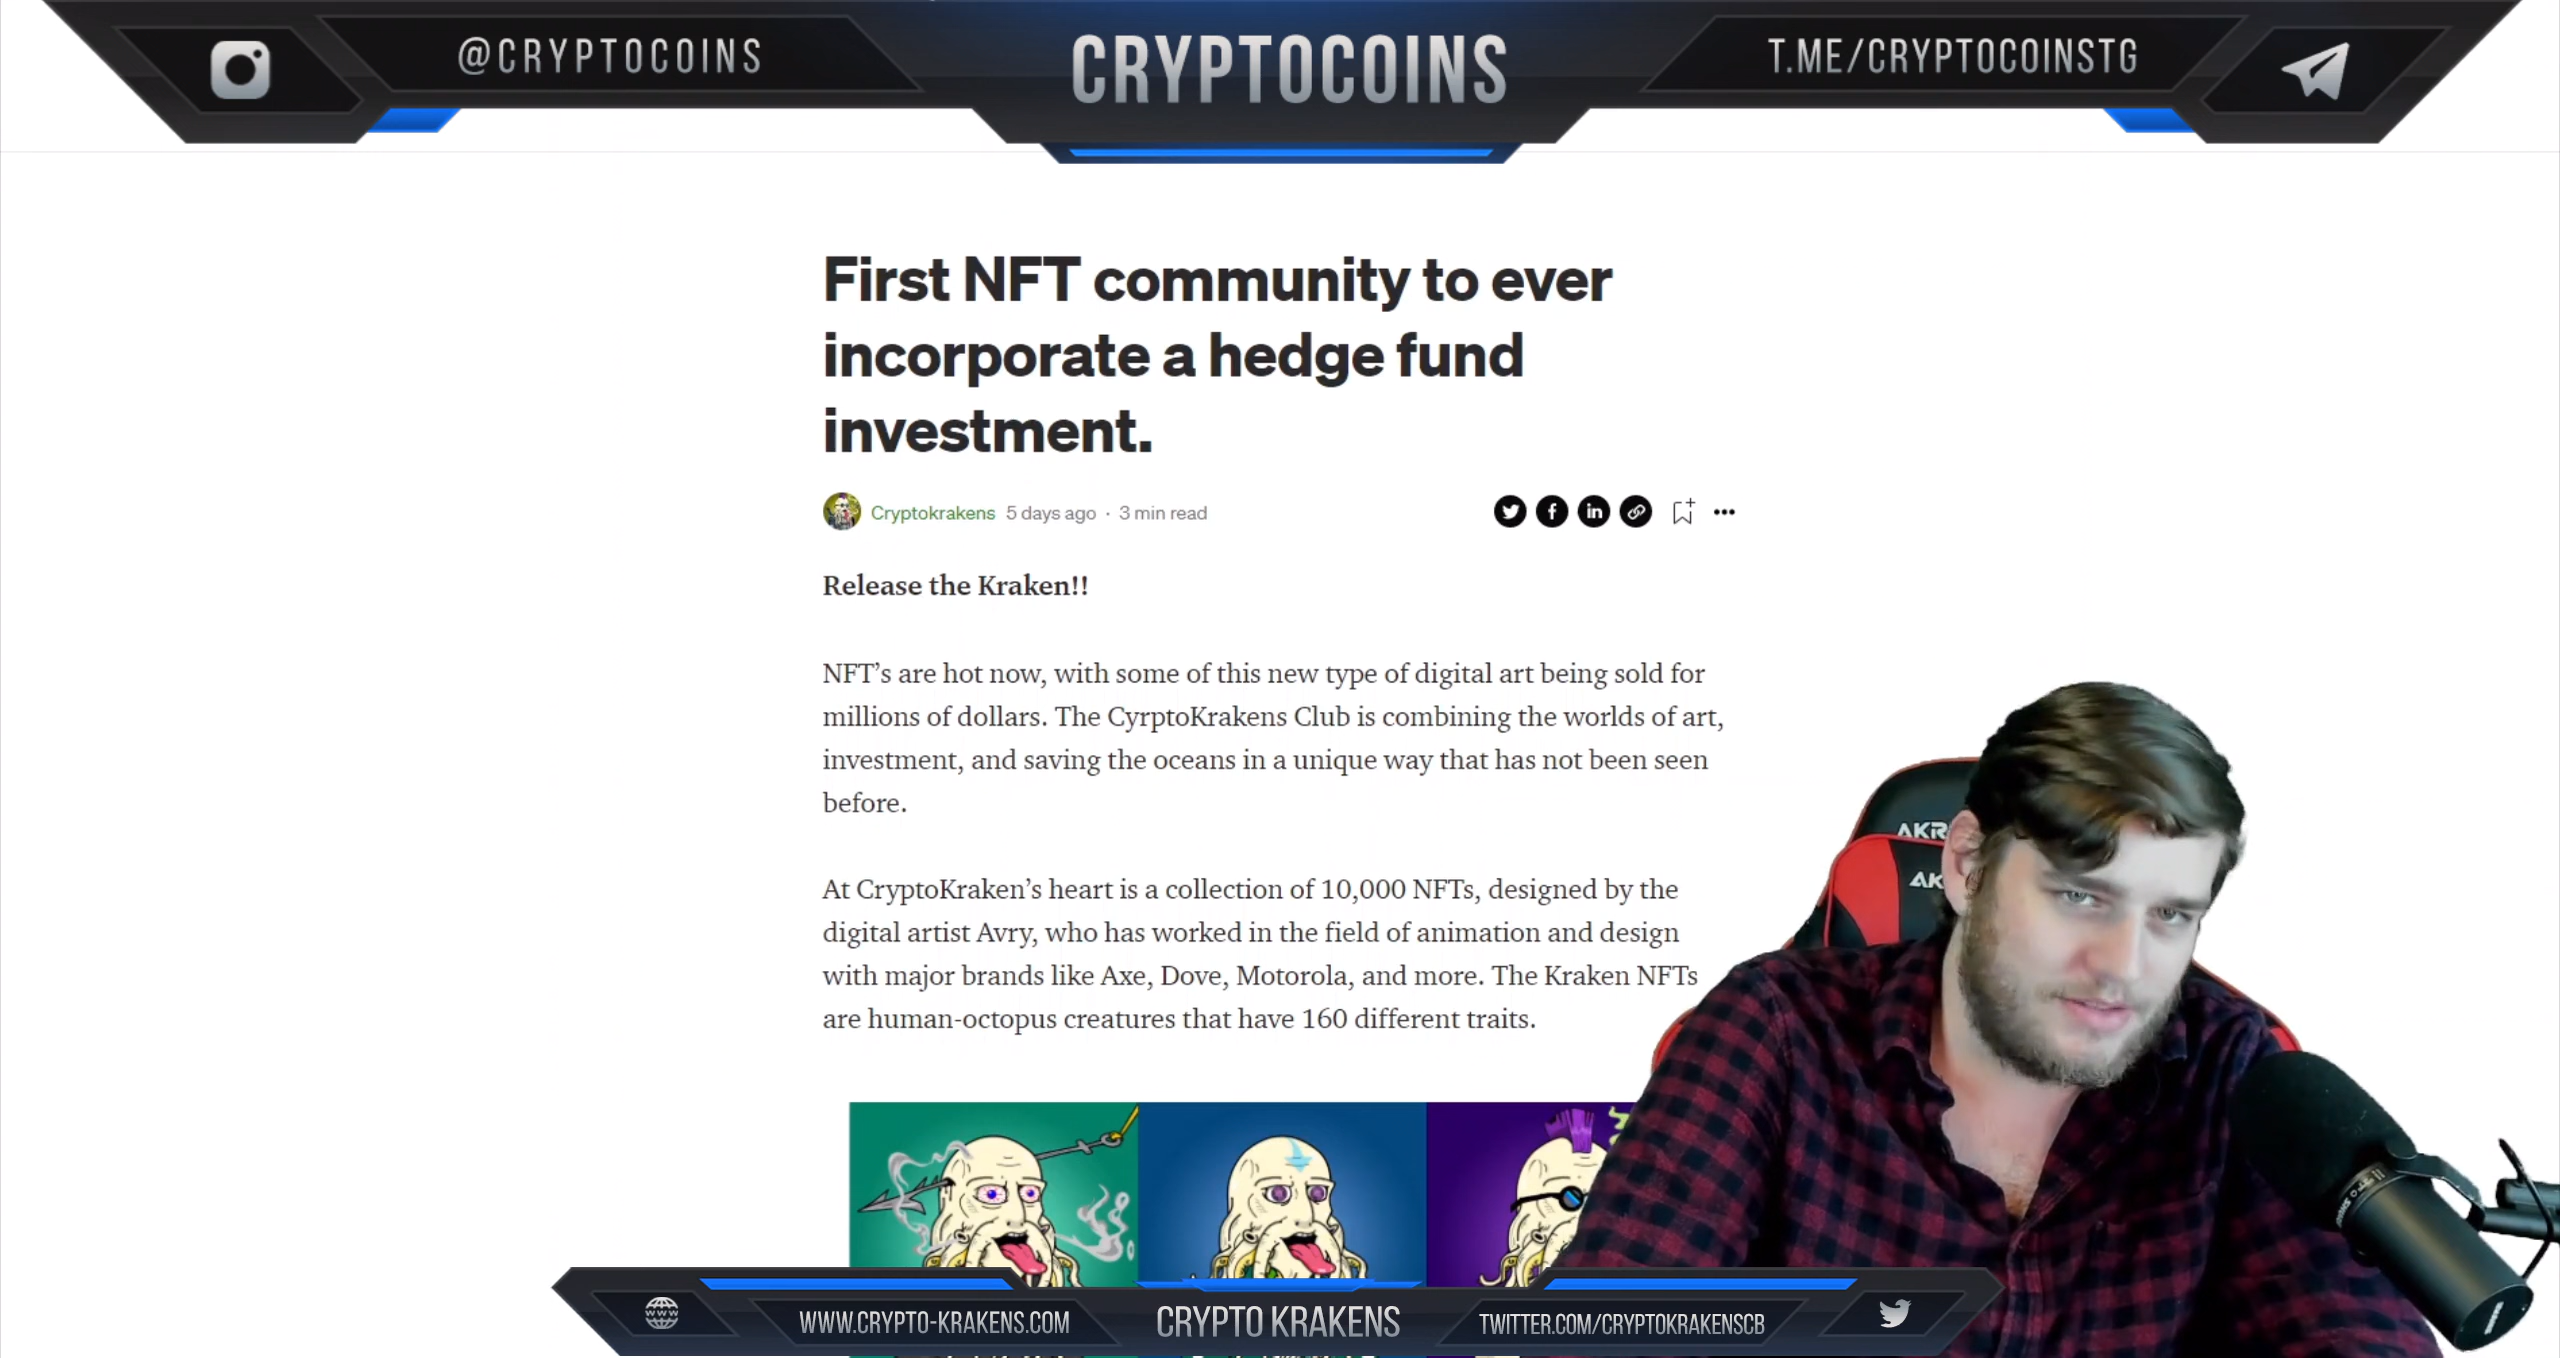 @CRYPTOCOINS
CRYPTOCOINS
T.ME/CRYPTOCOINSTG
First NFT community to ever
incorporate a hedge fund
investment.
Cryptokrakens 5 days ago · 3 min read
Release the Kraken!!
NFT’s are hot now, with some of this new type of digital art being sold for
millions of dollars. The CyrptoKrakens Club is combining the worlds of art,
investment, and saving the oceans in a unique way that has not been seen
before.
At CryptoKraken’s heart is a collection of 10,000 NFTs, designed by the
digital artist Avry, who has worked in the field of animation and design
with major brands like Axe, Dove, Motorola, and more. The Kraken NFTs
are human-octopus creatures that have 160 different traits.
AKR
AK
WWW.CRYPTO-KRAKENS.COM
CRYPTO KRAKENS
TWITTER.COM/CRYPTOKRAKENSCB